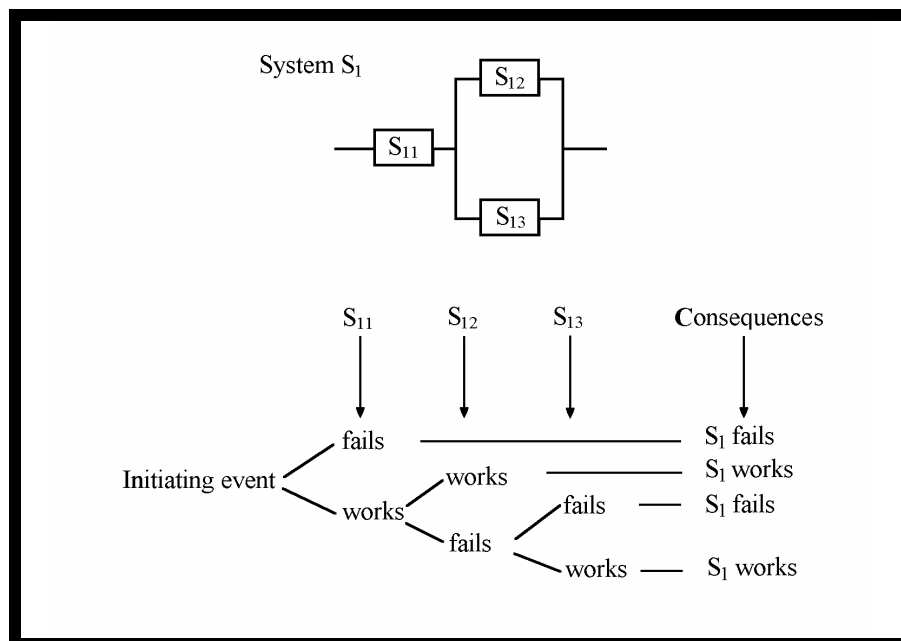 System S₁
S₁₂
S₁₁
S₁₃
S₁₁ S₁₂ S₁₃ Consequences
fails S₁ fails
works S₁ works
Initiating event
works fails S₁ fails
fails
works S₁ works